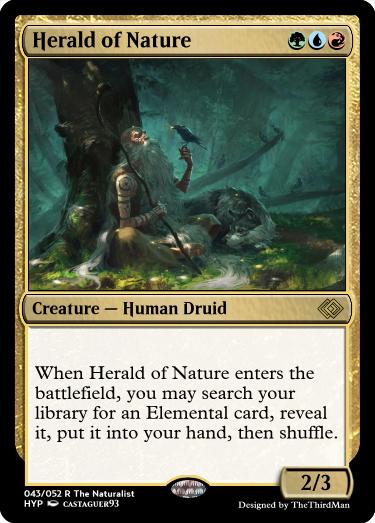 Herald of Nature
Creature — Human Druid
When Herald of Nature enters the
battlefield, you may search your
library for an Elemental card, reveal
it, put it into your hand, then shuffle.
2/3
043/052 R The Naturalist
HYP CASTAGUER93
Designed by TheThirdMan